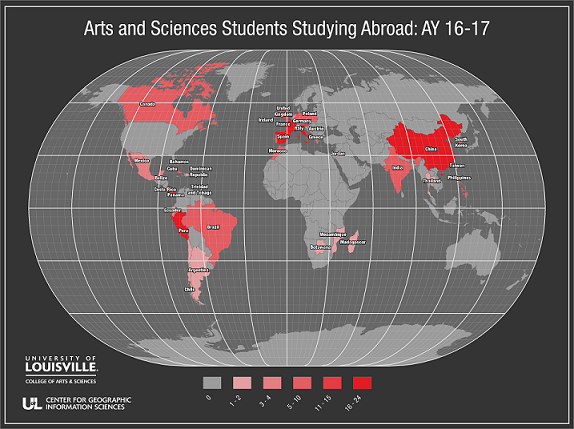 Arts and Sciences Students Studying Abroad: AY 16-17
Canada
United
Kingdom
Poland
Ireland
Germany
France
Italy
Austria
Spain
Greece
Morocco
Jordan
China
South
Korea
Taiwan
India
Thailand
Philippines
Mexico
Bahamas
Cuba
Dominican
Republic
Belize
Costa Rica
Trinidad
and Tobago
Panama
Ecuador
Peru
Brazil
Argentina
Chile
Mozambique
Madagascar
Botswana
UNIVERSITY OF
LOUISVILLE.
COLLEGE OF ARTS & SCIENCES
UL CENTER FOR GEOGRAPHIC
INFORMATION SCIENCES
0
1 - 2
3 - 4
5 - 10
11 - 15
16 - 24